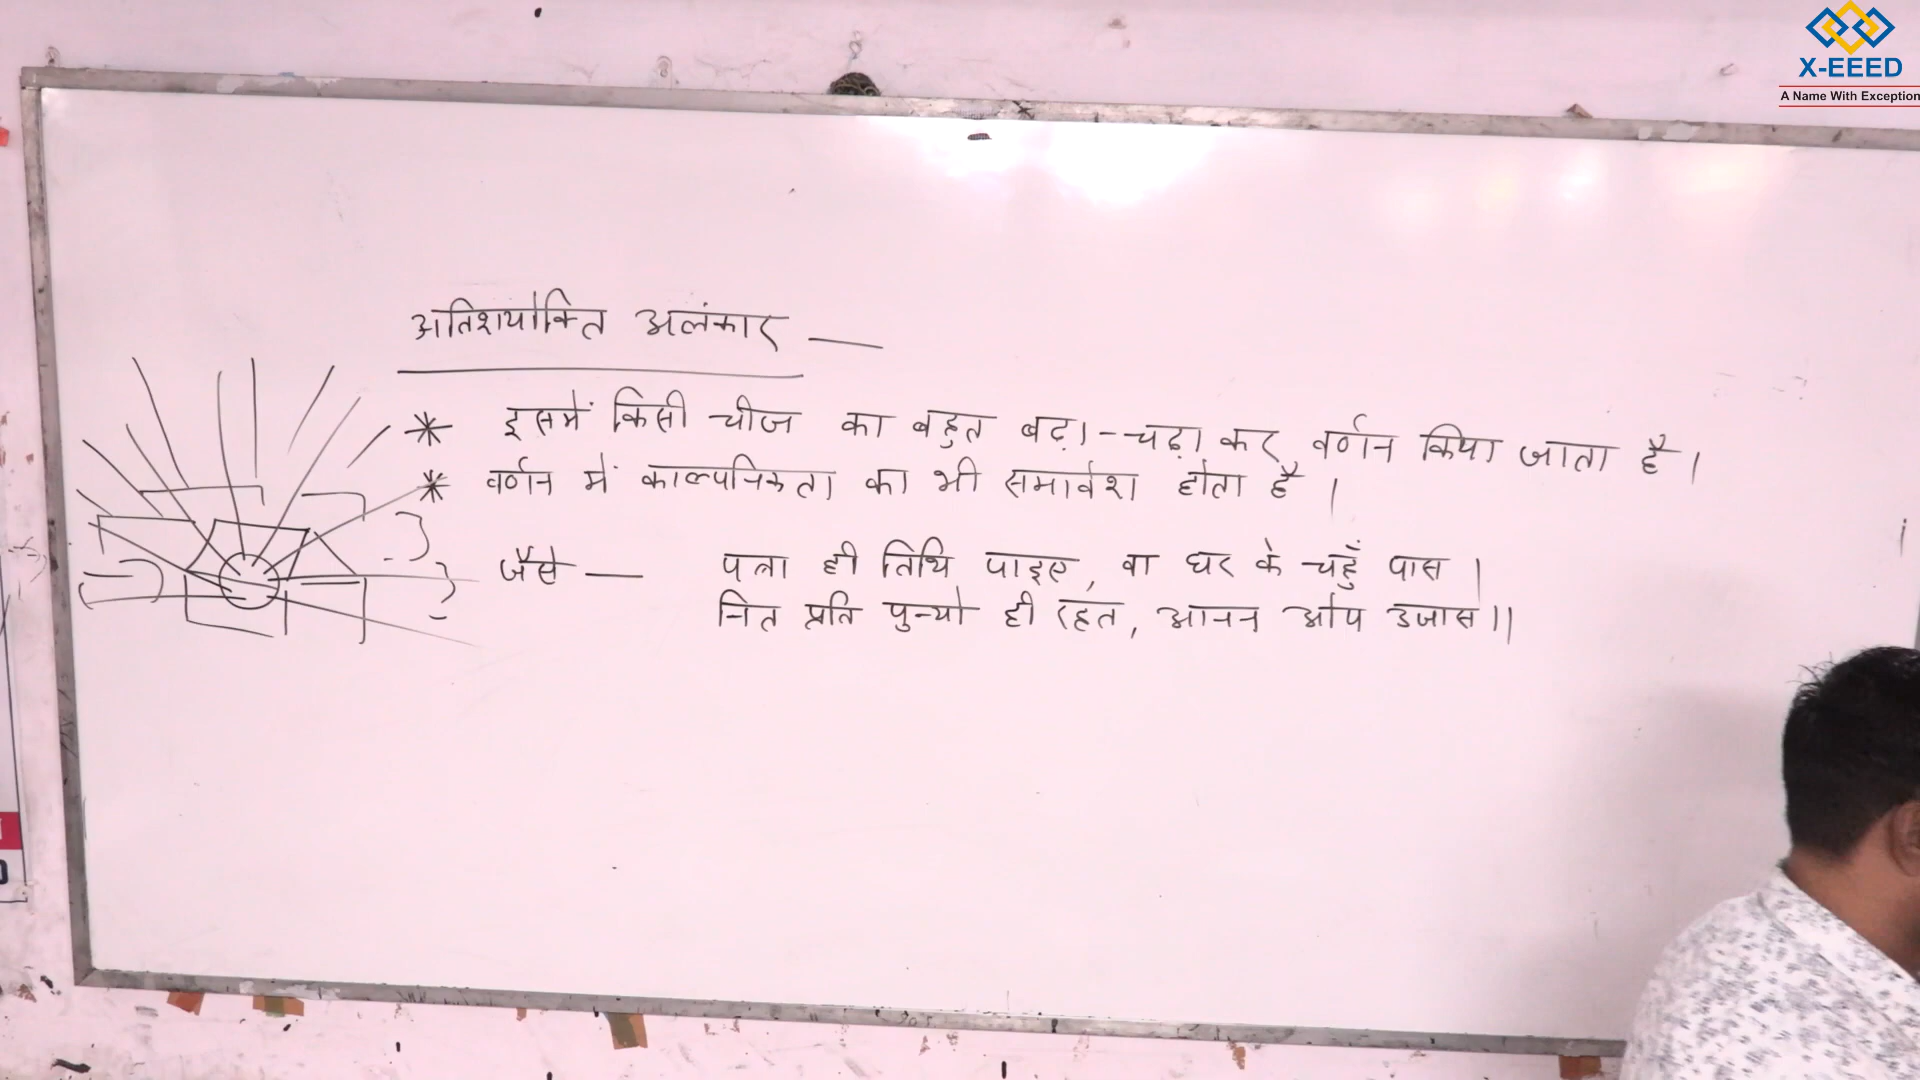 X-EEED
A Name With Exception
अतिशयोक्ति अलंकार —
* इसमें किसी चीज का बहुत बढ़ा-चढ़ा कर वर्णन किया जाता है।
* वर्णन में काल्पनिकता का भी समावेश होता है।
जैसे — पत्ना ही तिथि पाइए, वा घर के चहुँ पास।
नित प्रति पुन्यो ही रहत, आनन ओप उजास॥